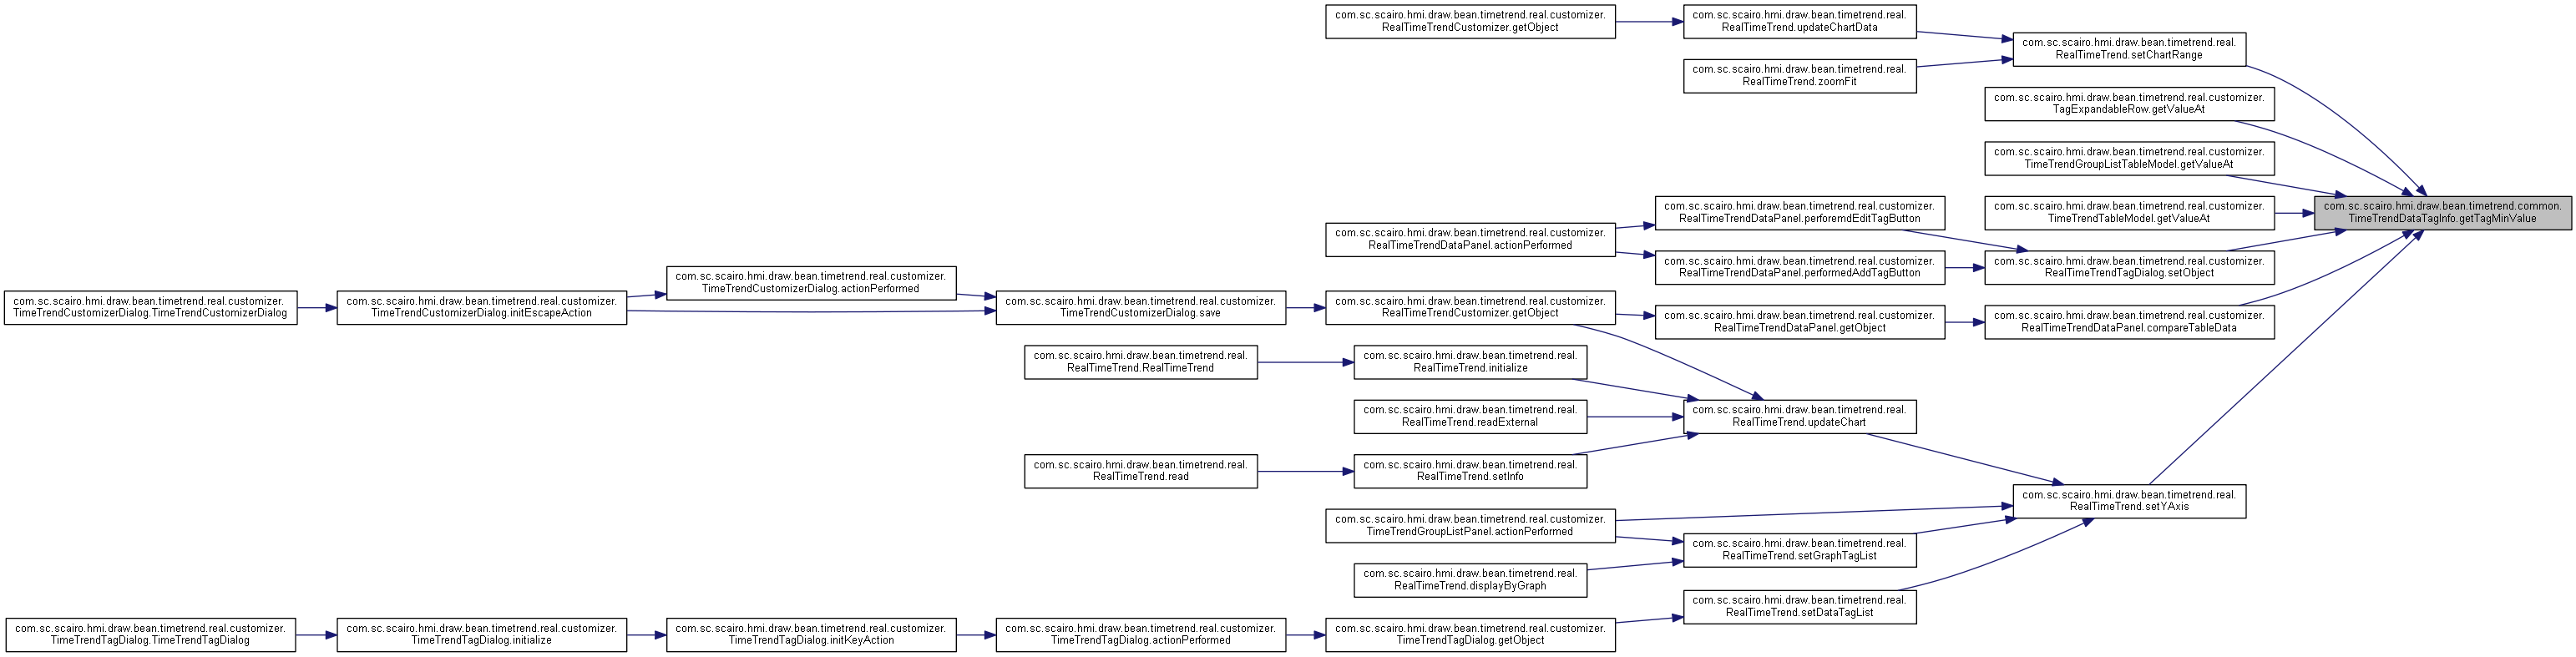 com.sc.scairo.hmi.draw.bean.timetrend.real.customizer.
RealTimeTrendCustomizer.getObject
com.sc.scairo.hmi.draw.bean.timetrend.real.
RealTimeTrend.updateChartData
com.sc.scairo.hmi.draw.bean.timetrend.real.
RealTimeTrend.setChartRange
com.sc.scairo.hmi.draw.bean.timetrend.real.
RealTimeTrend.zoomFit
com.sc.scairo.hmi.draw.bean.timetrend.real.customizer.
TagExpandableRow.getValueAt
com.sc.scairo.hmi.draw.bean.timetrend.real.customizer.
TimeTrendGroupListTableModel.getValueAt
com.sc.scairo.hmi.draw.bean.timetrend.real.customizer.
RealTimeTrendDataPanel.perforemdEditTagButton
com.sc.scairo.hmi.draw.bean.timetrend.real.customizer.
TimeTrendTableModel.getValueAt
com.sc.scairo.hmi.draw.bean.timetrend.common.
TimeTrendDataTagInfo.getTagMinValue
com.sc.scairo.hmi.draw.bean.timetrend.real.customizer.
RealTimeTrendDataPanel.actionPerformed
com.sc.scairo.hmi.draw.bean.timetrend.real.customizer.
RealTimeTrendDataPanel.performedAddTagButton
com.sc.scairo.hmi.draw.bean.timetrend.real.customizer.
RealTimeTrendTagDialog.setObject
com.sc.scairo.hmi.draw.bean.timetrend.real.customizer.
TimeTrendCustomizerDialog.actionPerformed
com.sc.scairo.hmi.draw.bean.timetrend.real.customizer.
TimeTrendCustomizerDialog.TimeTrendCustomizerDialog
com.sc.scairo.hmi.draw.bean.timetrend.real.customizer.
TimeTrendCustomizerDialog.initEscapeAction
com.sc.scairo.hmi.draw.bean.timetrend.real.customizer.
TimeTrendCustomizerDialog.save
com.sc.scairo.hmi.draw.bean.timetrend.real.customizer.
RealTimeTrendCustomizer.getObject
com.sc.scairo.hmi.draw.bean.timetrend.real.customizer.
RealTimeTrendDataPanel.getObject
com.sc.scairo.hmi.draw.bean.timetrend.real.customizer.
RealTimeTrendDataPanel.compareTableData
com.sc.scairo.hmi.draw.bean.timetrend.real.
RealTimeTrend.RealTimeTrend
com.sc.scairo.hmi.draw.bean.timetrend.real.
RealTimeTrend.initialize
com.sc.scairo.hmi.draw.bean.timetrend.real.
RealTimeTrend.readExternal
com.sc.scairo.hmi.draw.bean.timetrend.real.
RealTimeTrend.updateChart
com.sc.scairo.hmi.draw.bean.timetrend.real.
RealTimeTrend.read
com.sc.scairo.hmi.draw.bean.timetrend.real.
RealTimeTrend.setInfo
com.sc.scairo.hmi.draw.bean.timetrend.real.
RealTimeTrend.setYAxis
com.sc.scairo.hmi.draw.bean.timetrend.real.customizer.
TimeTrendGroupListPanel.actionPerformed
com.sc.scairo.hmi.draw.bean.timetrend.real.
RealTimeTrend.setGraphTagList
com.sc.scairo.hmi.draw.bean.timetrend.real.
RealTimeTrend.displayByGraph
com.sc.scairo.hmi.draw.bean.timetrend.real.
RealTimeTrend.setDataTagList
com.sc.scairo.hmi.draw.bean.timetrend.real.customizer.
TimeTrendTagDialog.TimeTrendTagDialog
com.sc.scairo.hmi.draw.bean.timetrend.real.customizer.
TimeTrendTagDialog.initialize
com.sc.scairo.hmi.draw.bean.timetrend.real.customizer.
TimeTrendTagDialog.initKeyAction
com.sc.scairo.hmi.draw.bean.timetrend.real.customizer.
TimeTrendTagDialog.actionPerformed
com.sc.scairo.hmi.draw.bean.timetrend.real.customizer.
TimeTrendTagDialog.getObject